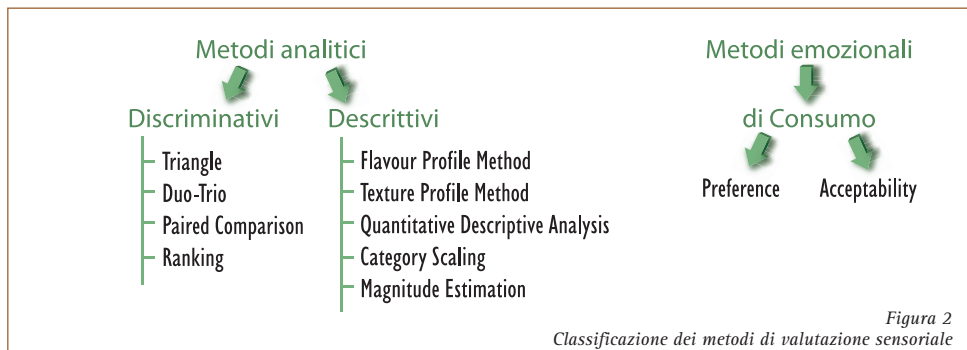 Metodi analitici
Discriminativi
Triangle
Duo-Trio
Paired Comparison
Ranking
Descrittivi
Flavour Profile Method
Texture Profile Method
Quantitative Descriptive Analysis
Category Scaling
Magnitude Estimation
Metodi emozionali
di Consumo
Preference
Acceptability
Figura 2
Classificazione dei metodi di valutazione sensoriale